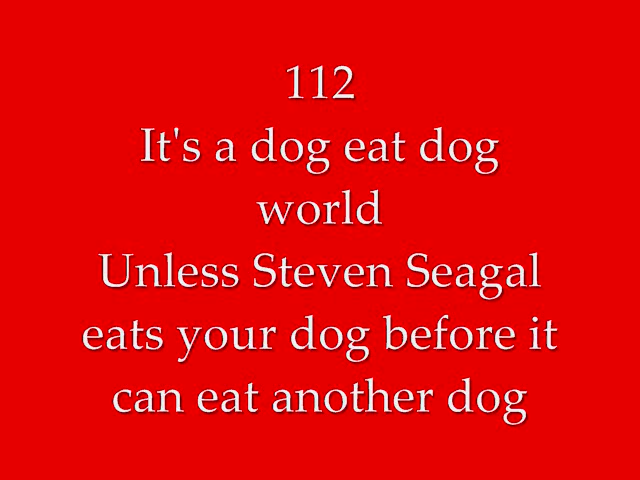 112
It's a dog eat dog
world
Unless Steven Seagal
eats your dog before it
can eat another dog